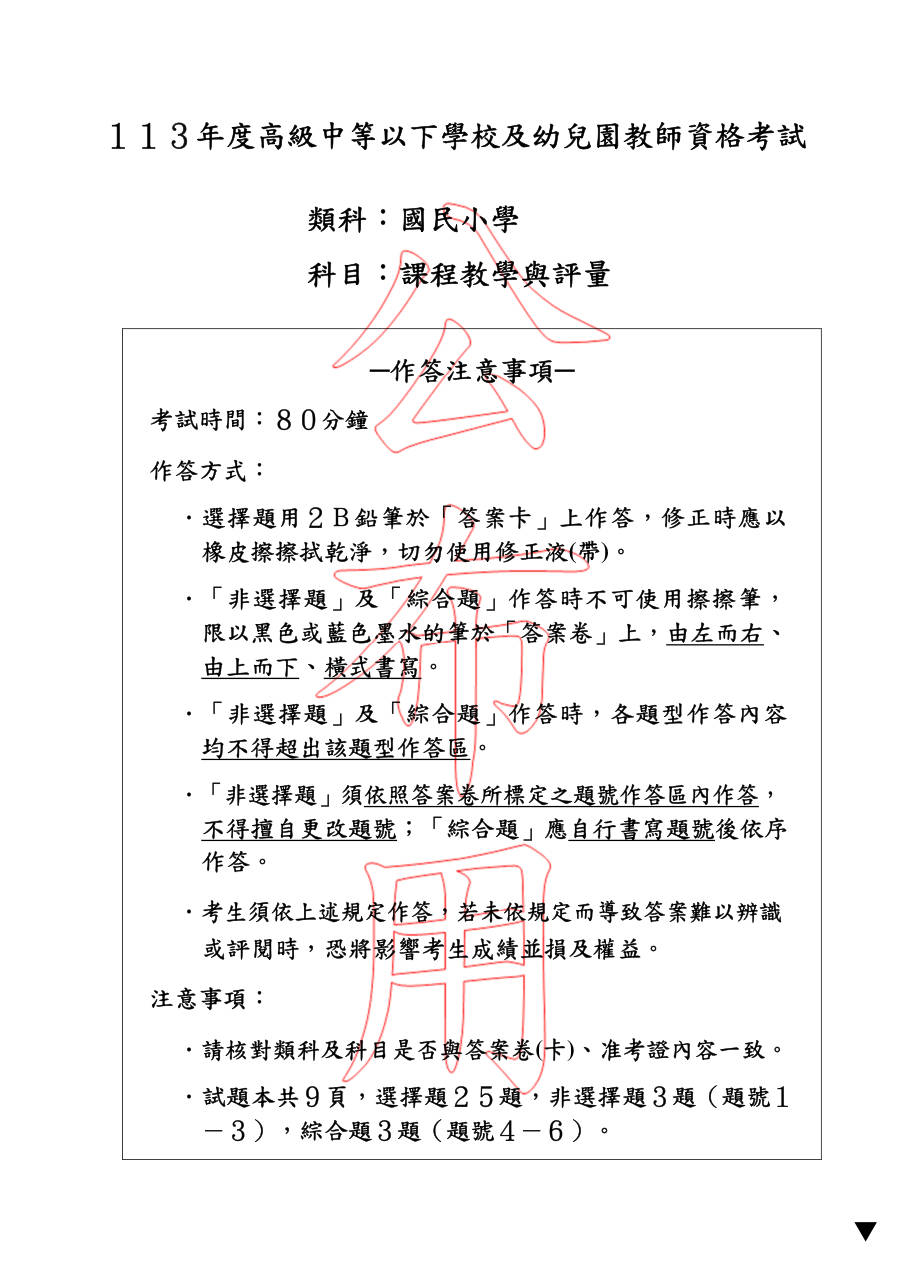 １１３年度高級中等以下學校及幼兒園教師資格考試
類科：國民小學
科目：課程教學與評量
─作答注意事項─
考試時間：８０分鐘
作答方式：
．選擇題用２Ｂ鉛筆於「答案卡」上作答，修正時應以
橡皮擦擦拭乾淨，切勿使用修正液(帶)。
．「非選擇題」及「綜合題」作答時不可使用擦擦筆，
限以黑色或藍色墨水的筆於「答案卷」上，由左而右、
由上而下、橫式書寫。
．「非選擇題」及「綜合題」作答時，各題型作答內容
均不得超出該題型作答區。
．「非選擇題」須依照答案卷所標定之題號作答區內作答，
不得擅自更改題號；「綜合題」應自行書寫題號後依序
作答。
．考生須依上述規定作答，若未依規定而導致答案難以辨識
或評閱時，恐將影響考生成績並損及權益。
注意事項：
．請核對類科及科目是否與答案卷(卡)、准考證內容一致。
．試題本共９頁，選擇題２５題，非選擇題３題（題號１
－３），綜合題３題（題號４－６）。
公布用